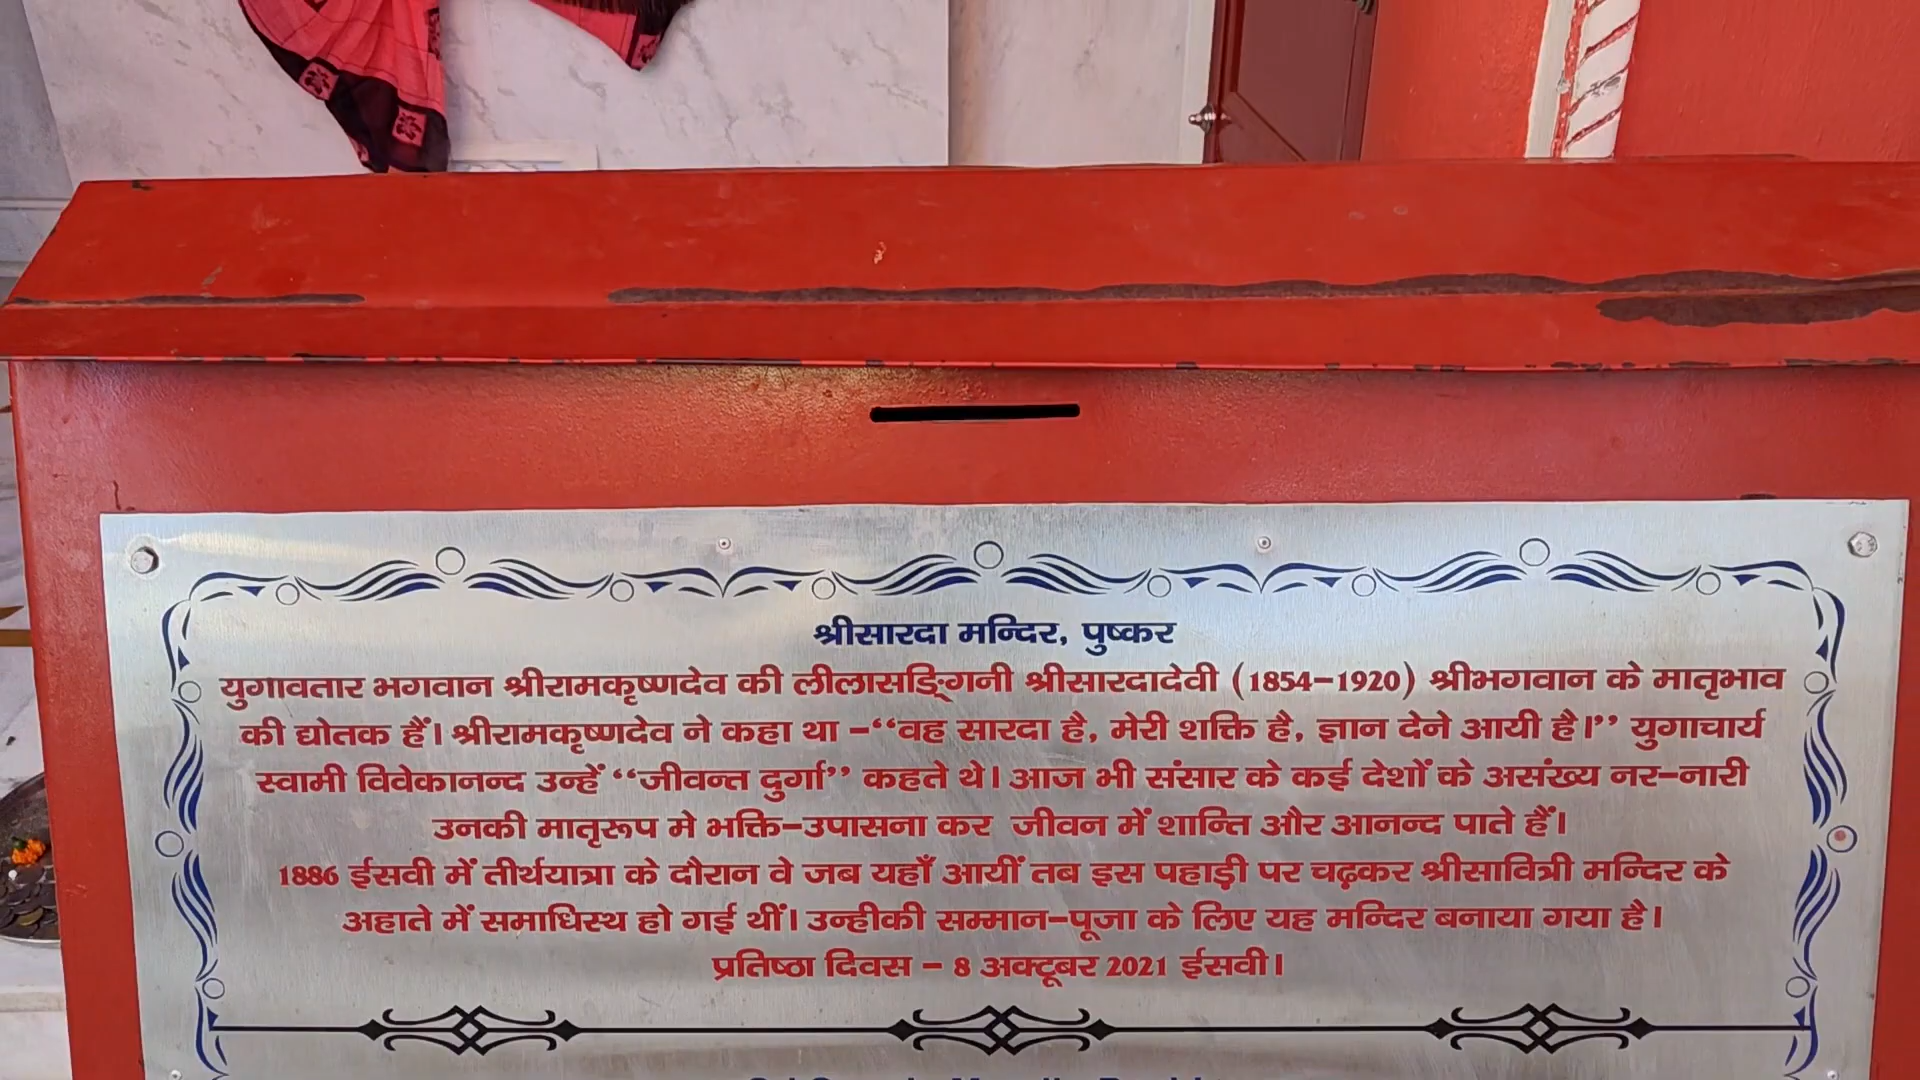 श्रीसारदा मन्दिर, पुष्कर
युगावतार भगवान श्रीरामकृष्णदेव की लीलासङ्गिनी श्रीसारदादेवी (1854-1920) श्रीभगवान के मातृभाव
की द्योतक हैं। श्रीरामकृष्णदेव ने कहा था -“वह सारदा है, मेरी शक्ति है, ज्ञान देने आयी है।” युगाचार्य
स्वामी विवेकानन्द उन्हें “जीवन्त दुर्गा” कहते थे। आज भी संसार के कई देशों के असंख्य नर-नारी
उनकी मातृरूप मे भक्ति-उपासना कर जीवन में शान्ति और आनन्द पाते हैं।
1886 ईसवी में तीर्थयात्रा के दौरान वे जब यहाँ आयीं तब इस पहाड़ी पर चढ़कर श्रीसावित्री मन्दिर के
अहाते में समाधिस्थ हो गई थीं। उन्हीकी सम्मान-पूजा के लिए यह मन्दिर बनाया गया है।
प्रतिष्ठा दिवस - 8 अक्टूबर 2021 ईसवी।